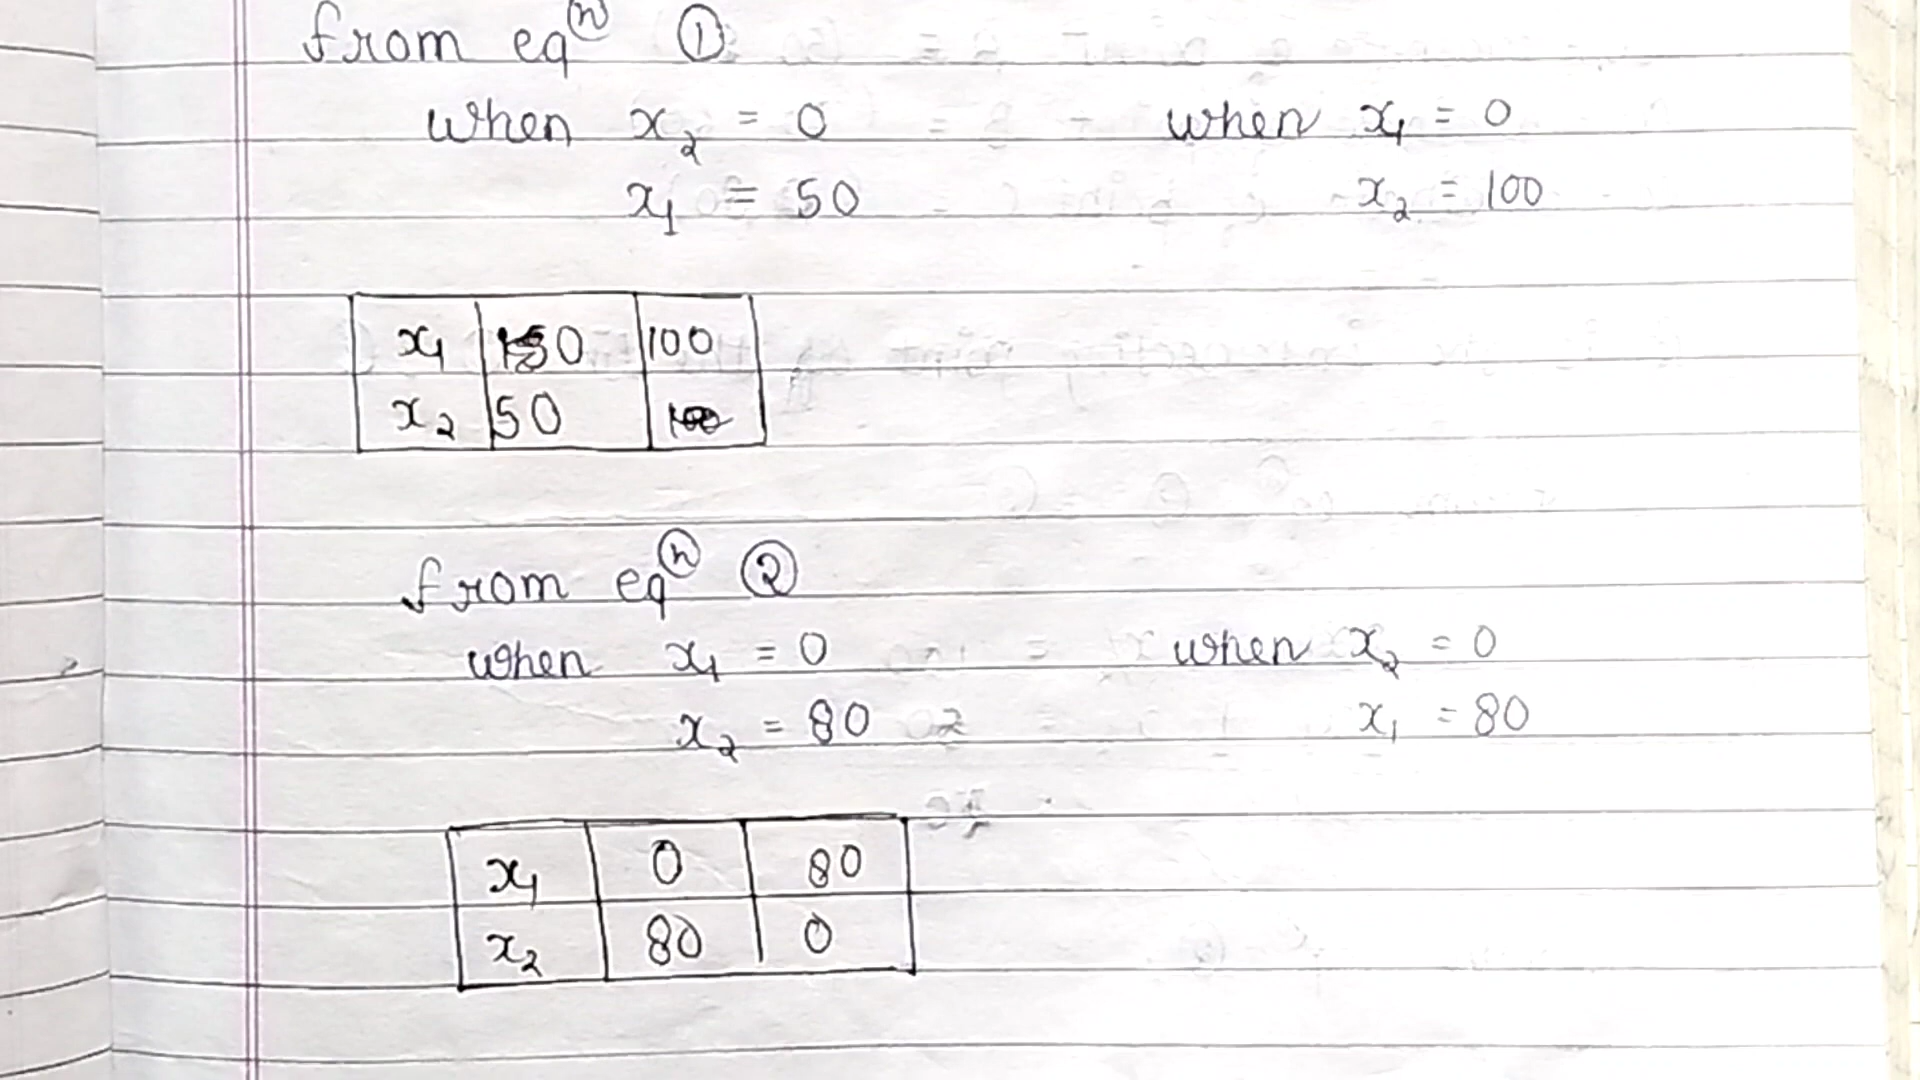 from eqⁿ ①
when x₂ = 0 when x₁ = 0
x₁ = 50 x₂ = 100
x₁ 0 100
x₂ 50
from eqⁿ ②
when x₁ = 0 when x₂ = 0
x₂ = 80 x₁ = 80
x₁ 0 80
x₂ 80 0